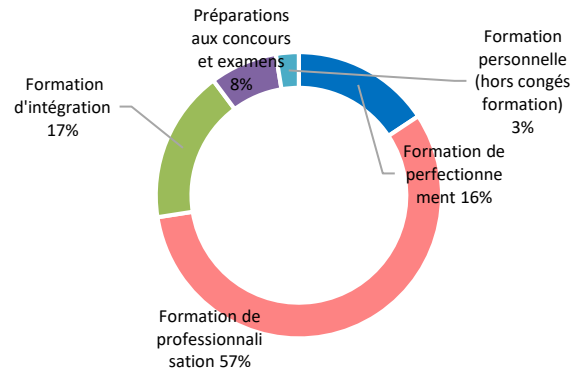 Préparations
aux concours
et examens
8%
Formation
personnelle
(hors congés
formation)
3%
Formation
d'intégration
17%
Formation de
perfectionne
ment 16%
Formation de
professionnali
sation 57%